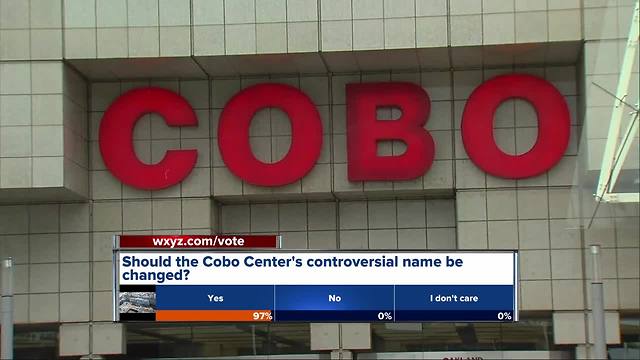 COBO
wxyz.com/vote
Should the Cobo Center's controversial name be
changed?
Yes No I don't care
97% 0% 0%
OAKLAND